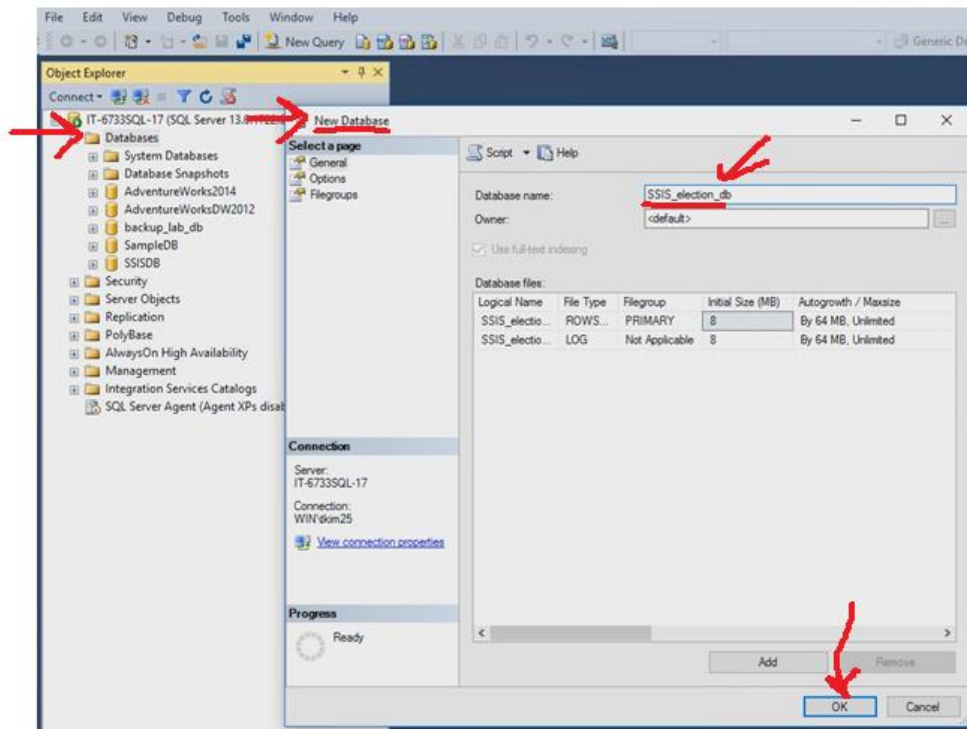 File Edit View Debug Tools Window Help
New Query
Generic De
Object Explorer
Connect
IT-6733SQL-17 (SQL Server 13.0.1722.
Databases
System Databases
Database Snapshots
AdventureWorks2014
AdventureWorksDW2012
backup_lab_db
SampleDB
SSISDB
Security
Server Objects
Replication
PolyBase
AlwaysOn High Availability
Management
Integration Services Catalogs
SQL Server Agent (Agent XPs disab
New Database
Select a page
General
Options
Filegroups
Connection
Server:
IT-6733SQL-17
Connection:
WIN\tkim25
View connection properties
Progress
Ready
Script Help
Database name: SSIS_election_db
Owner: <default>
...
Use full-text indexing
Database files:
Logical Name File Type Filegroup Initial Size (MB) Autogrowth / Maxsize
SSIS_electio... ROWS... PRIMARY 8 By 64 MB, Unlimited
SSIS_electio... LOG Not Applicable 8 By 64 MB, Unlimited
Add Remove
OK Cancel